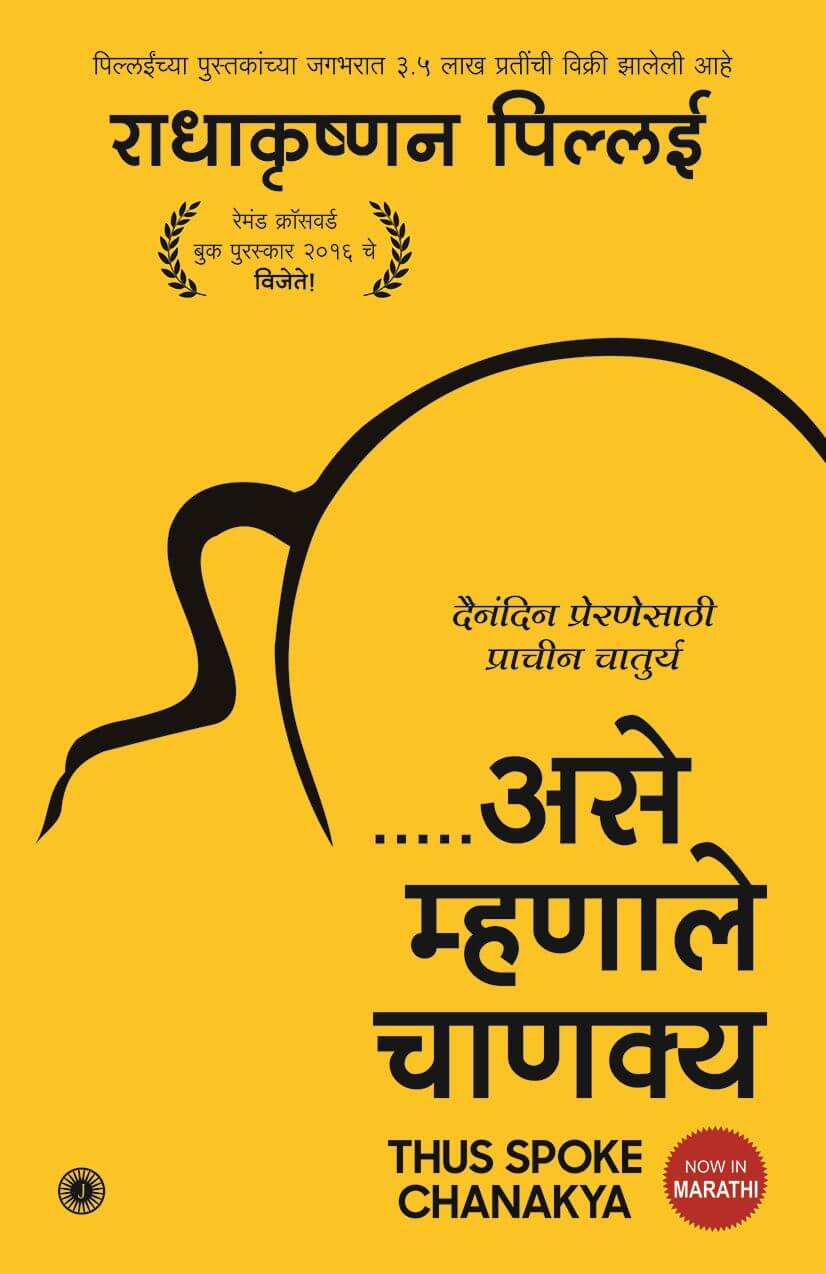 पिल्लईंच्या पुस्तकांच्या जगभरात ३.५ लाख प्रतींची विक्री झालेली आहे
राधाकृष्णन पिल्लई
रेमंड क्रॉसवर्ड
बुक पुरस्कार २०१६ चे
विजेते!
दैनंदिन प्रेरणेसाठी
प्राचीन चातुर्य
.....असे
म्हणाले
चाणक्य
THUS SPOKE
CHANAKYA
NOW IN
MARATHI
J